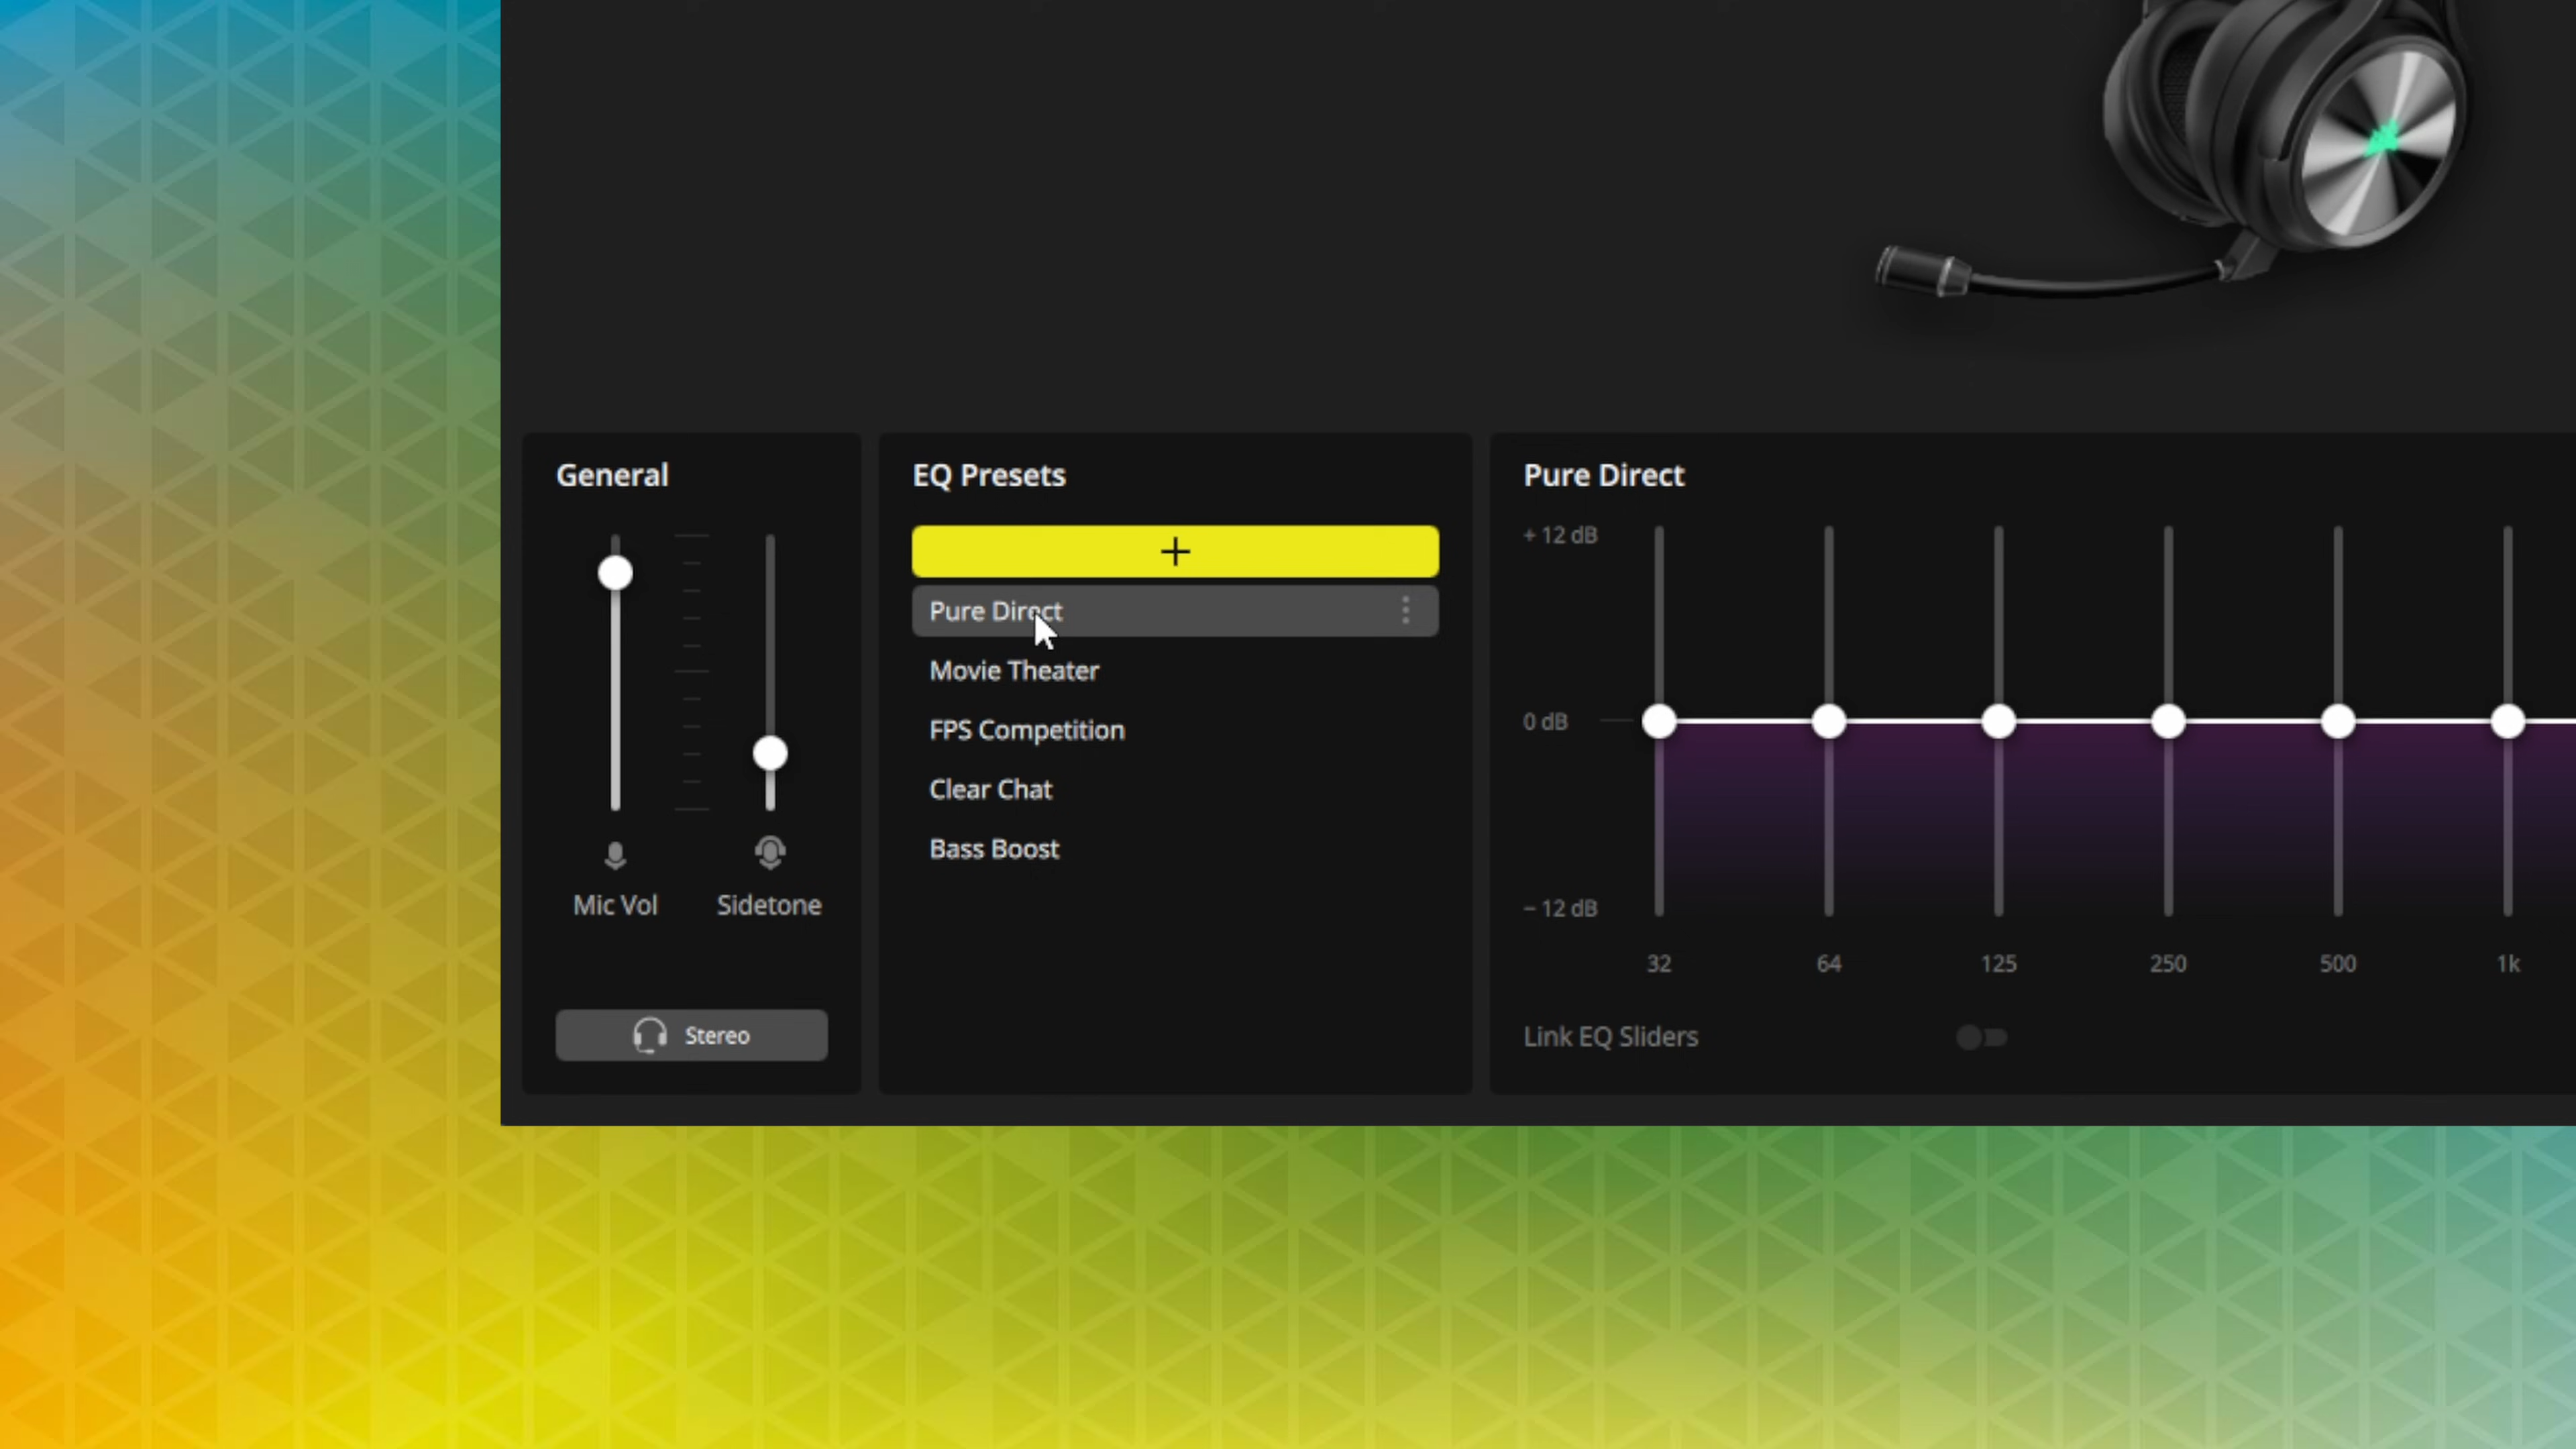 General
Mic Vol
Sidetone
Stereo
EQ Presets
+
Pure Direct
Movie Theater
FPS Competition
Clear Chat
Bass Boost
Pure Direct
+ 12 dB
0 dB
− 12 dB
32 64 125 250 500 1k
Link EQ Sliders